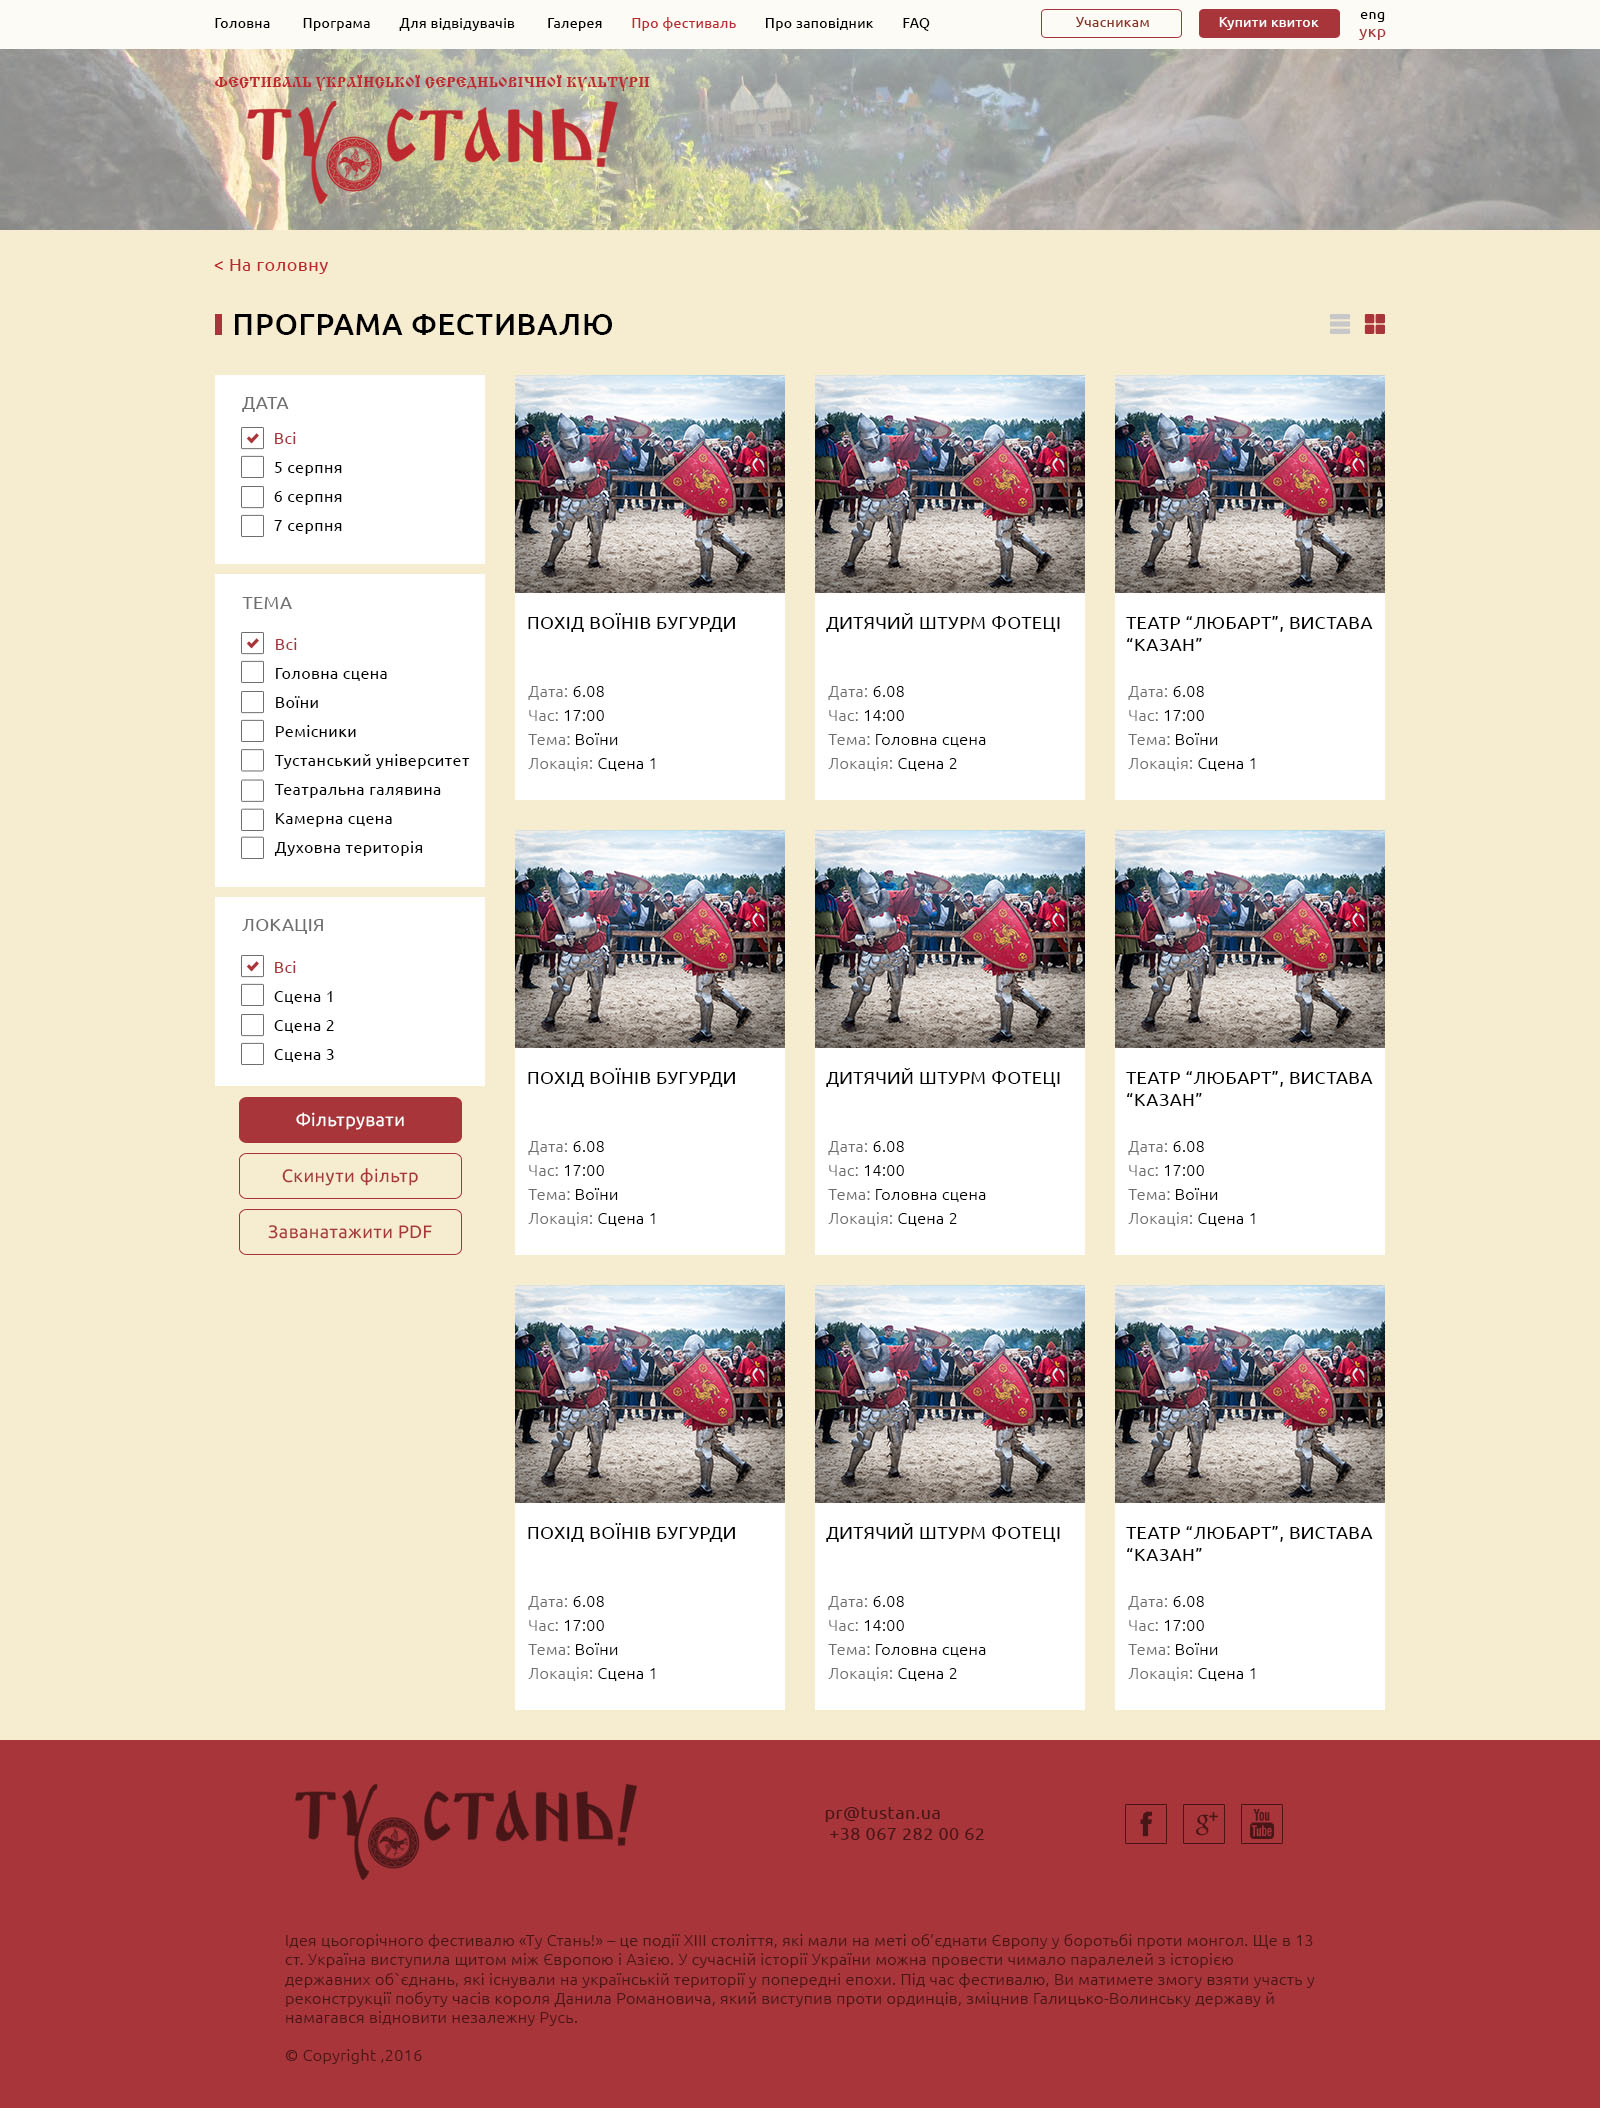 Головна Програма Для відвідувачів Галерея Про фестиваль Про заповідник FAQ Учасникам Купити квиток eng
укр
ФЕСТИВАЛЬ УКРАЇНСЬКОЇ СЕРЕДНЬОВІЧНОЇ КУЛЬТУРИ
ТУ СТАНЬ!
< На головну
ПРОГРАМА ФЕСТИВАЛЮ
ДАТА
Всі
5 серпня
6 серпня
7 серпня
ТЕМА
Всі
Головна сцена
Воїни
Ремісники
Тустанський університет
Театральна галявина
Камерна сцена
Духовна територія
ЛОКАЦІЯ
Всі
Сцена 1
Сцена 2
Сцена 3
Фільтрувати
Скинути фільтр
Заванатажити PDF
ПОХІД ВОЇНІВ БУГУРДИ
Дата: 6.08
Час: 17:00
Тема: Воїни
Локація: Сцена 1
ДИТЯЧИЙ ШТУРМ ФОТЕЦІ
Дата: 6.08
Час: 14:00
Тема: Головна сцена
Локація: Сцена 2
ТЕАТР “ЛЮБАРТ”, ВИСТАВА
“КАЗАН”
Дата: 6.08
Час: 17:00
Тема: Воїни
Локація: Сцена 1
ПОХІД ВОЇНІВ БУГУРДИ
Дата: 6.08
Час: 17:00
Тема: Воїни
Локація: Сцена 1
ДИТЯЧИЙ ШТУРМ ФОТЕЦІ
Дата: 6.08
Час: 14:00
Тема: Головна сцена
Локація: Сцена 2
ТЕАТР “ЛЮБАРТ”, ВИСТАВА
“КАЗАН”
Дата: 6.08
Час: 17:00
Тема: Воїни
Локація: Сцена 1
ПОХІД ВОЇНІВ БУГУРДИ
Дата: 6.08
Час: 17:00
Тема: Воїни
Локація: Сцена 1
ДИТЯЧИЙ ШТУРМ ФОТЕЦІ
Дата: 6.08
Час: 14:00
Тема: Головна сцена
Локація: Сцена 2
ТЕАТР “ЛЮБАРТ”, ВИСТАВА
“КАЗАН”
Дата: 6.08
Час: 17:00
Тема: Воїни
Локація: Сцена 1
ТУ СТАНЬ!
pr@tustan.ua
+38 067 282 00 62
f
g+
You
Tube
Ідея цьогорічного фестивалю «Ту Стань!» – це події XIII століття, які мали на меті об’єднати Європу у боротьбі проти монгол. Ще в 13
ст. Україна виступила щитом між Європою і Азією. У сучасній історії України можна провести чимало паралелей з історією
державних об`єднань, які існували на українській території у попередні епохи. Під час фестивалю, Ви матимете змогу взяти участь у
реконструкції побуту часів короля Данила Романовича, який виступив проти ординців, зміцнив Галицько-Волинську державу й
намагався відновити незалежну Русь.
© Copyright ,2016